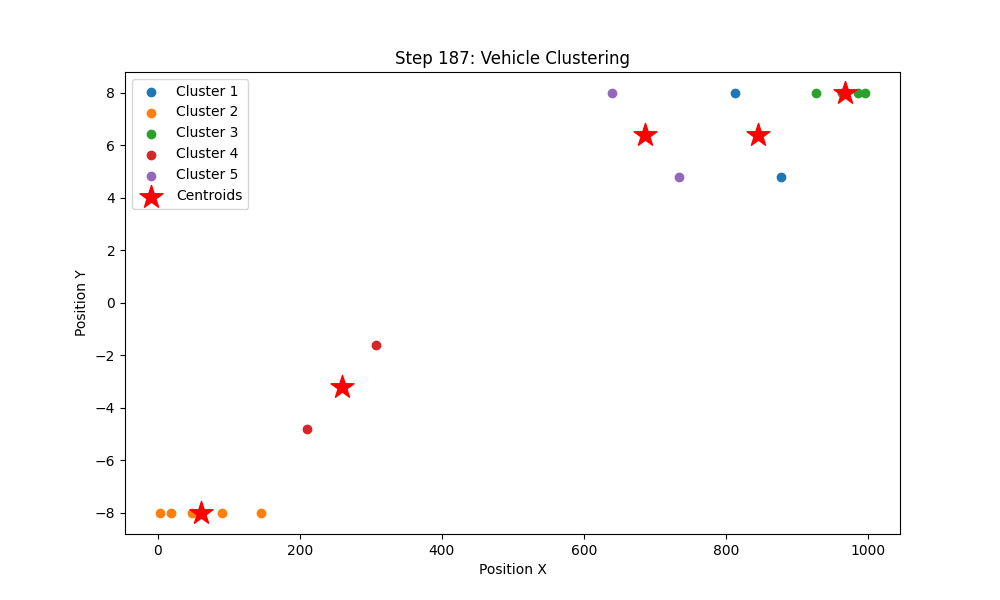 Step 187: Vehicle Clustering
Cluster 1
Cluster 2
Cluster 3
Cluster 4
Cluster 5
Centroids
8
6
4
2
0
−2
−4
−6
−8
Position Y
0 200 400 600 800 1000
Position X